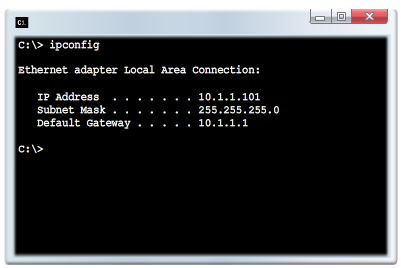 C:\> ipconfig
Ethernet adapter Local Area Connection:
IP Address . . . . . . . 10.1.1.101
Subnet Mask . . . . . . . 255.255.255.0
Default Gateway . . . . . 10.1.1.1
C:\>